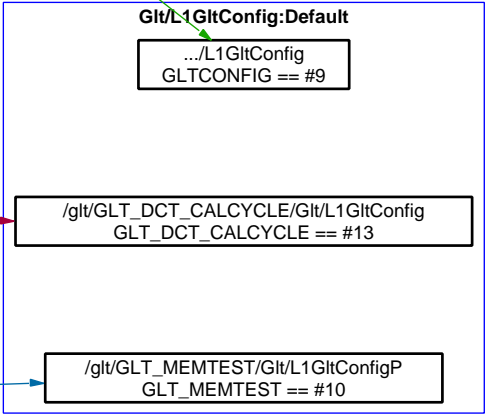 Glt/L1GltConfig:Default
.../L1GltConfig
GLTCONFIG == #9
/glt/GLT_DCT_CALCYCLE/Glt/L1GltConfig
GLT_DCT_CALCYCLE == #13
/glt/GLT_MEMTEST/Glt/L1GltConfigP
GLT_MEMTEST == #10